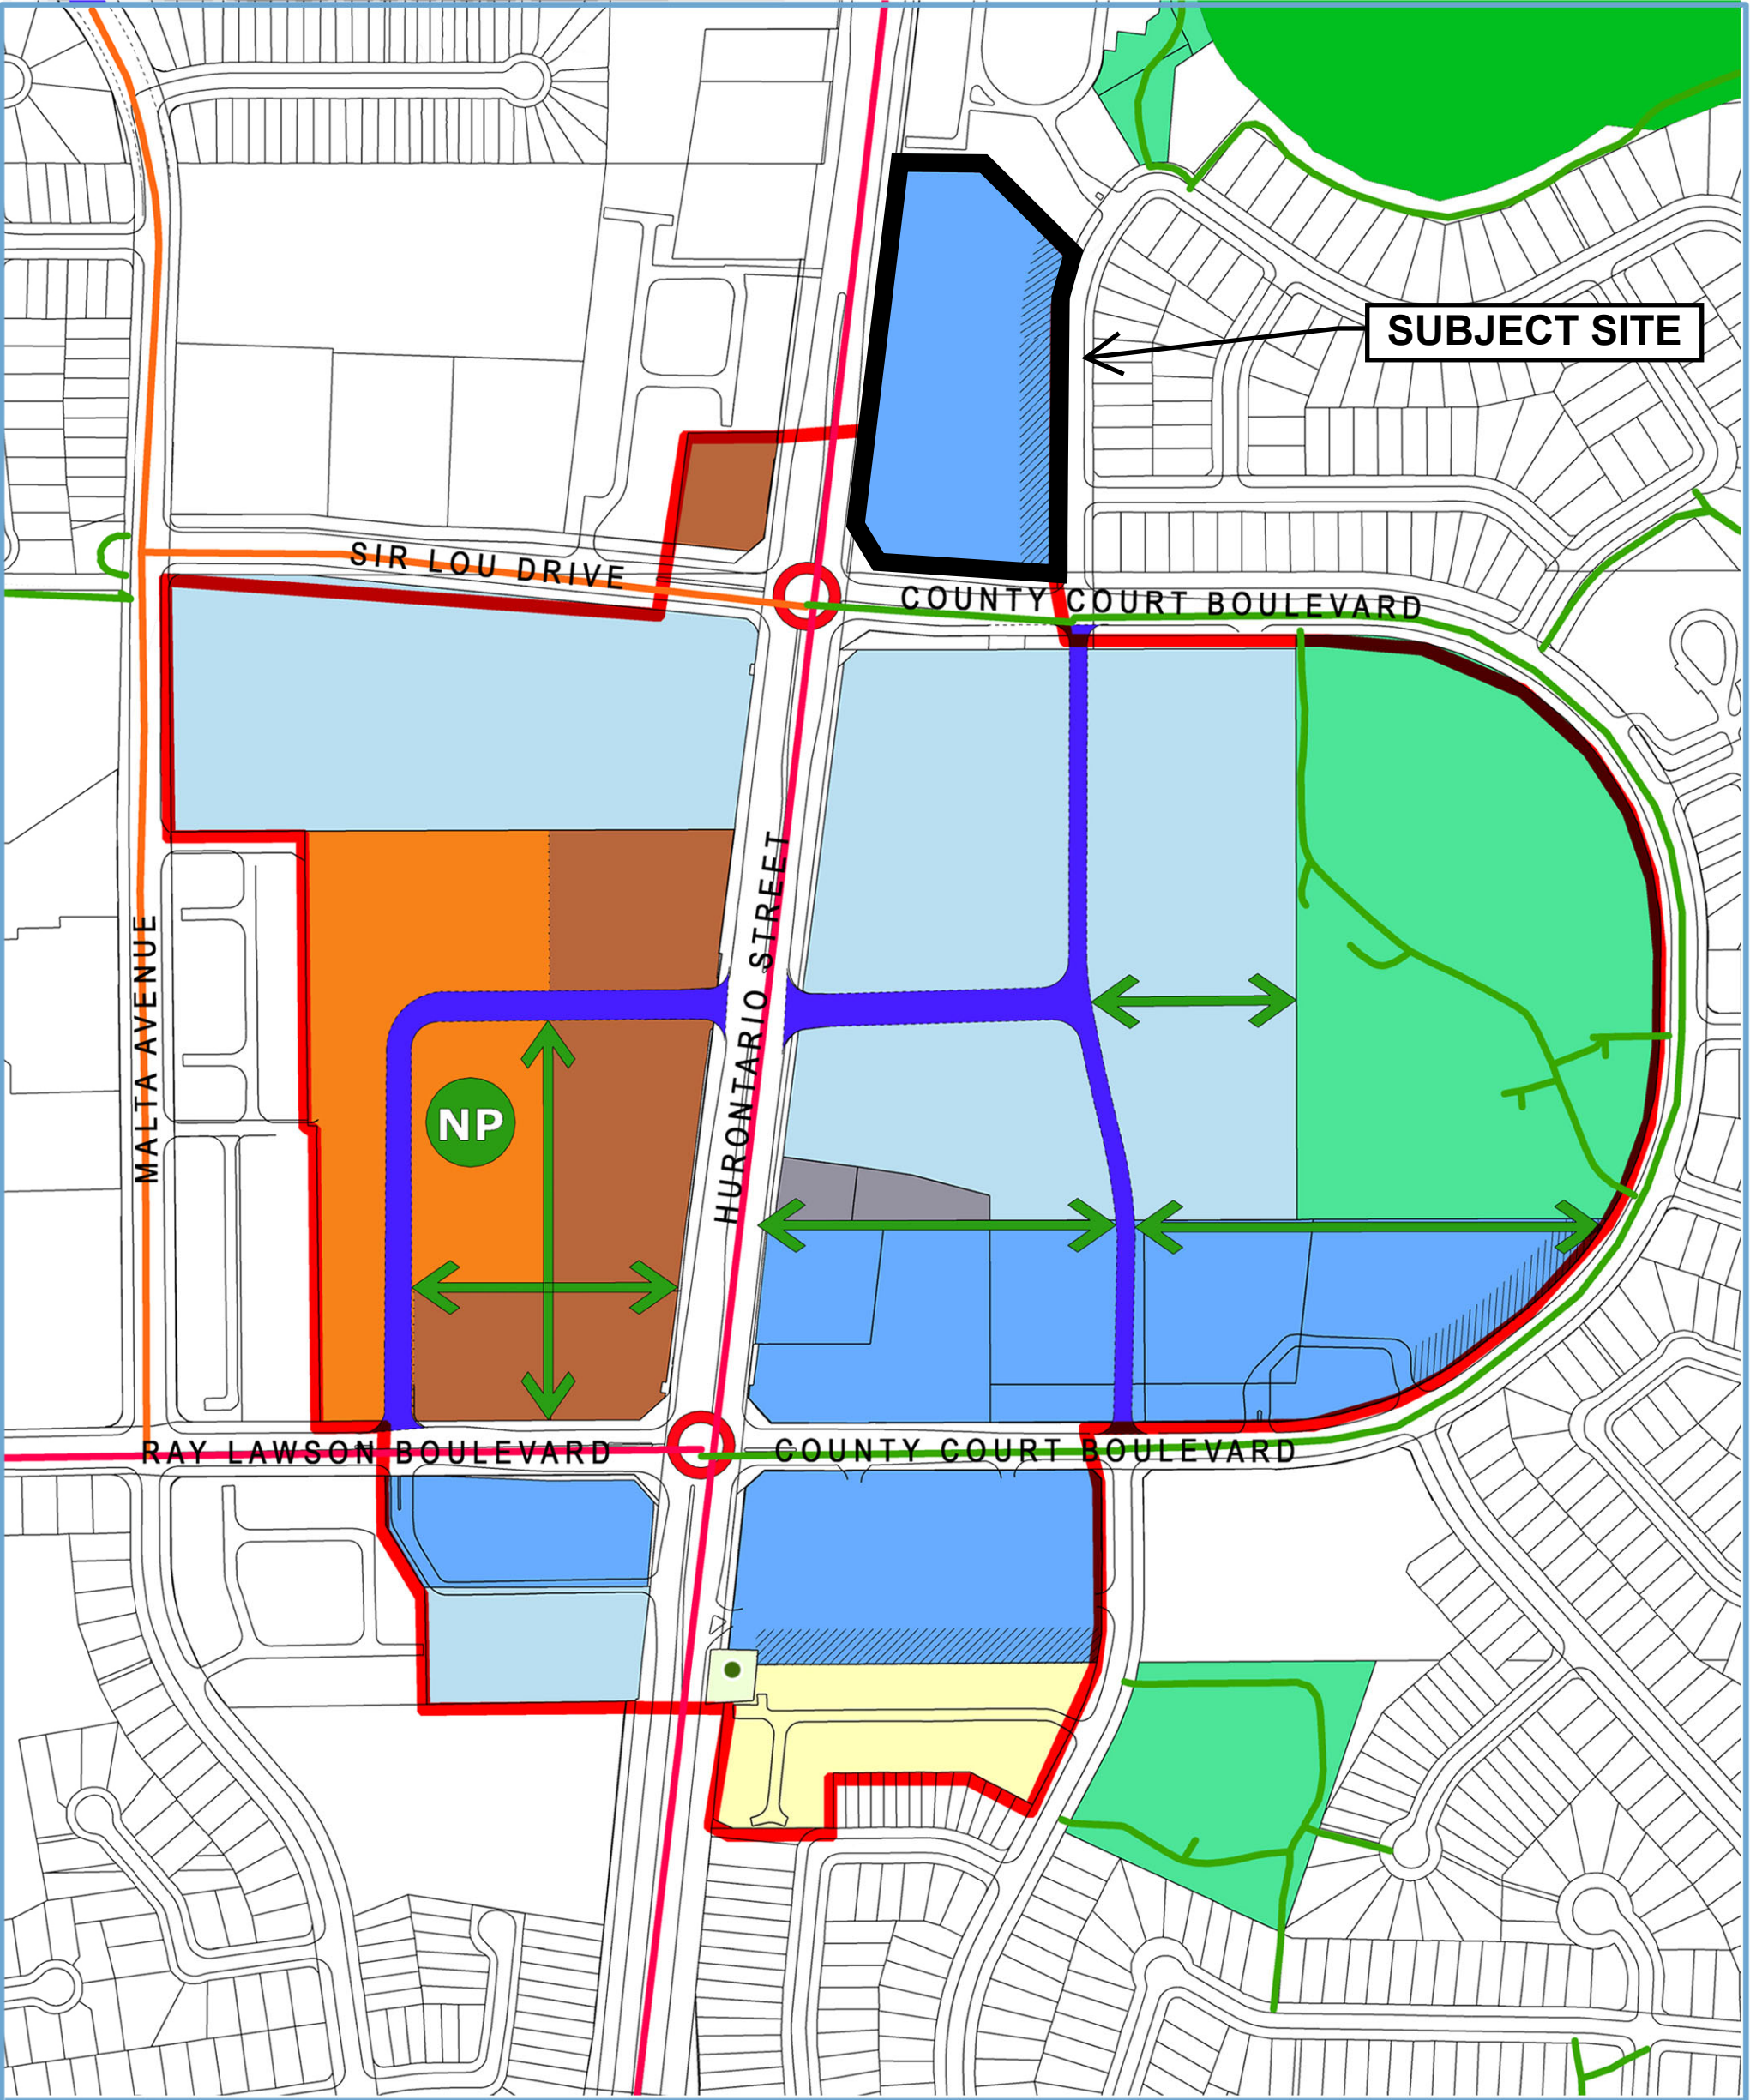 SUBJECT SITE
SIR LOU DRIVE
COUNTY COURT BOULEVARD
HURONTARIO STREET
MALTA AVENUE
NP
RAY LAWSON BOULEVARD
COUNTY COURT BOULEVARD